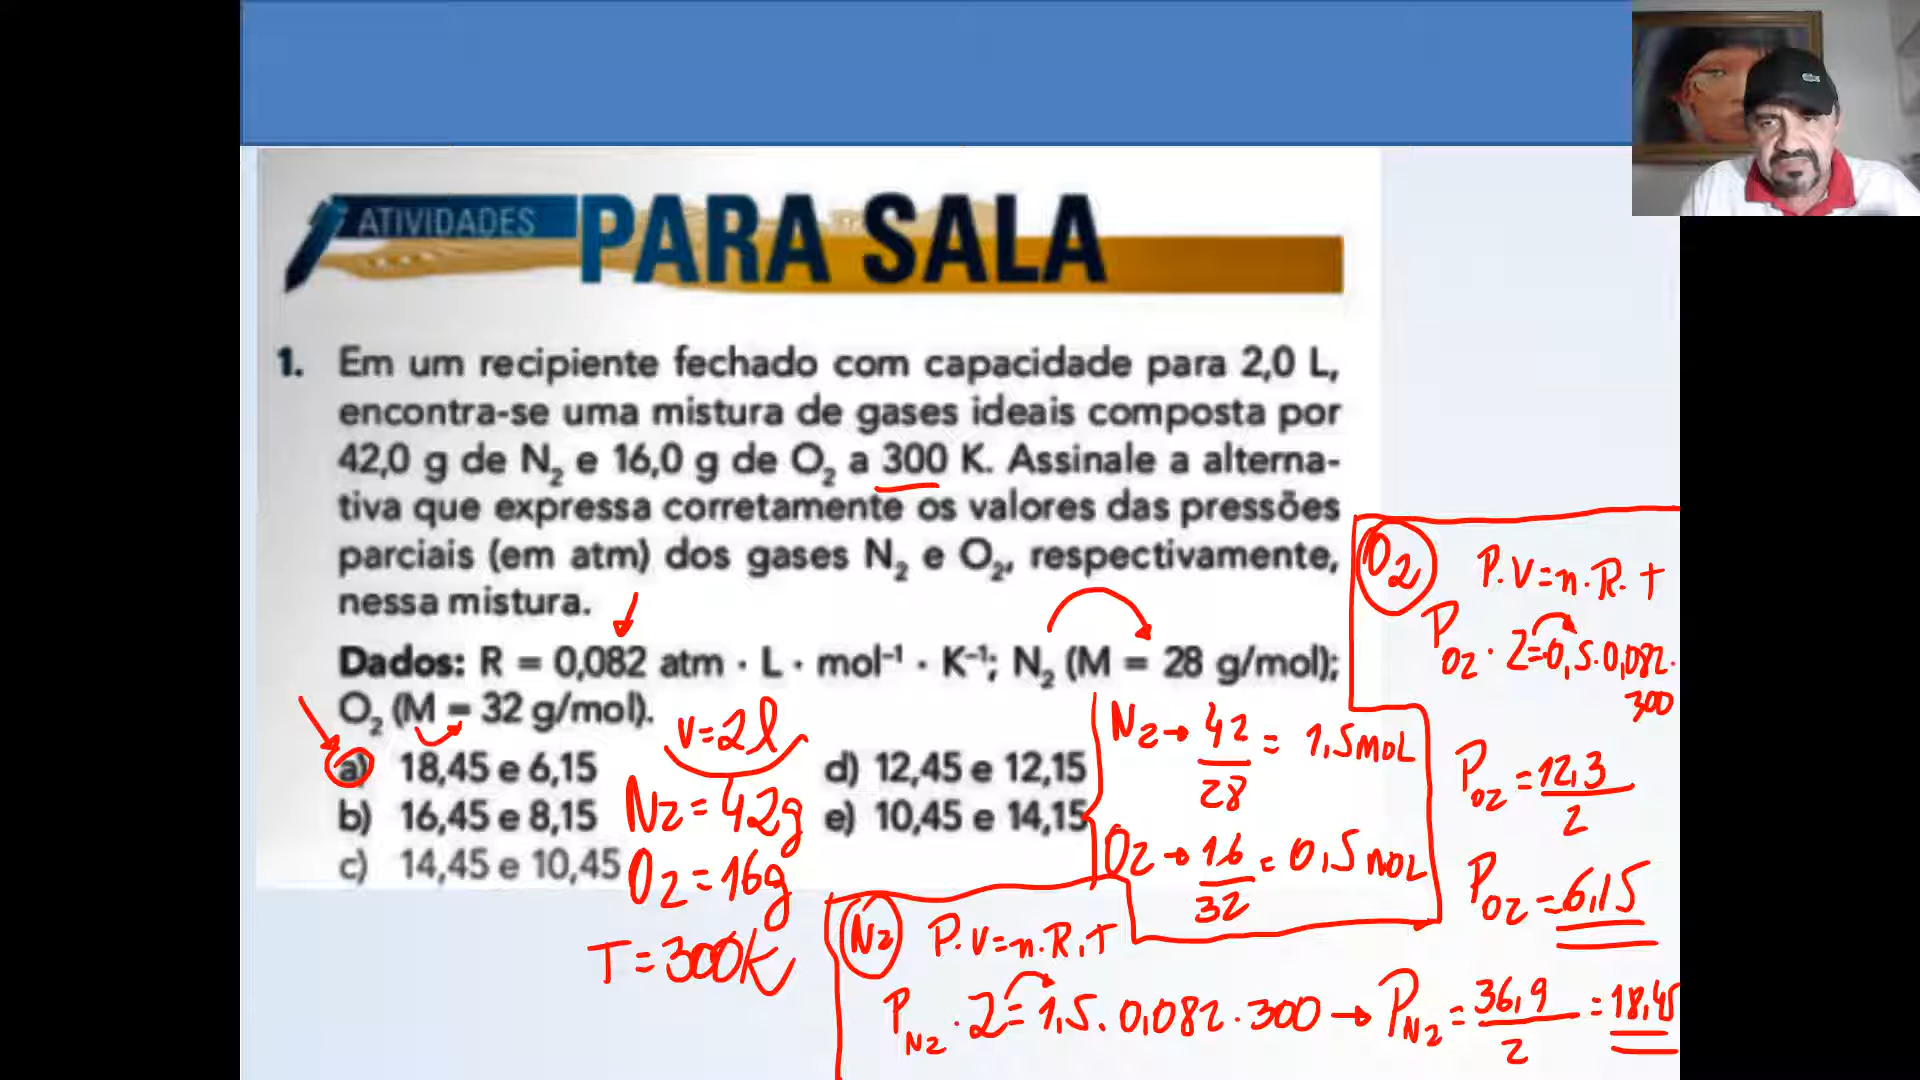 ATIVIDADES PARA SALA
1. Em um recipiente fechado com capacidade para 2,0 L,
encontra-se uma mistura de gases ideais composta por
42,0 g de N₂ e 16,0 g de O₂ a 300 K. Assinale a alterna-
tiva que expressa corretamente os valores das pressões
parciais (em atm) dos gases N₂ e O₂, respectivamente,
nessa mistura.
Dados: R = 0,082 atm · L · mol⁻¹ · K⁻¹; N₂ (M = 28 g/mol);
O₂ (M = 32 g/mol).
a) 18,45 e 6,15
b) 16,45 e 8,15
c) 14,45 e 10,45
d) 12,45 e 12,15
e) 10,45 e 14,15
V=2l
N2=42g
O2=16g
T=300K
N2→42/28=1,5MOL
O2→16/32=0,5MOL
O2
P.V=n.R.T
PO2.2=0,5.0,082.
300
PO2=12,3/2
PO2=6,15
N2
P.V=n.R.T
PN2.2=1,5.0,082.300→PN2=36,9/2=18,45